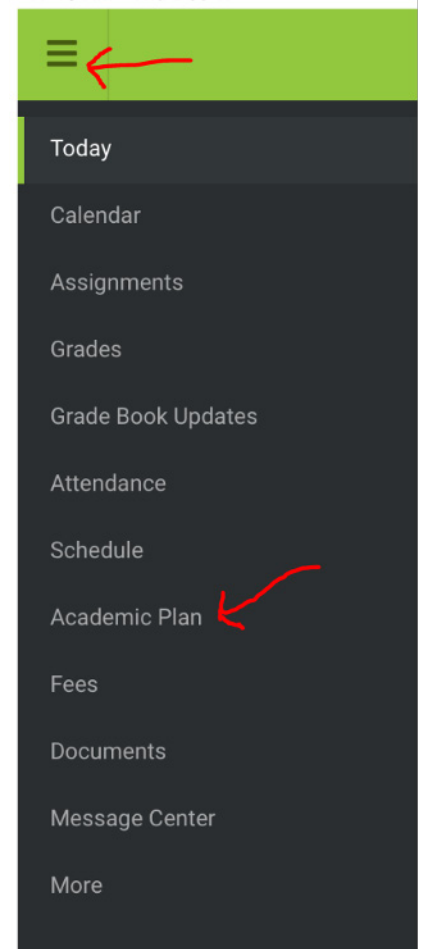 Today
Calendar
Assignments
Grades
Grade Book Updates
Attendance
Schedule
Academic Plan
Fees
Documents
Message Center
More